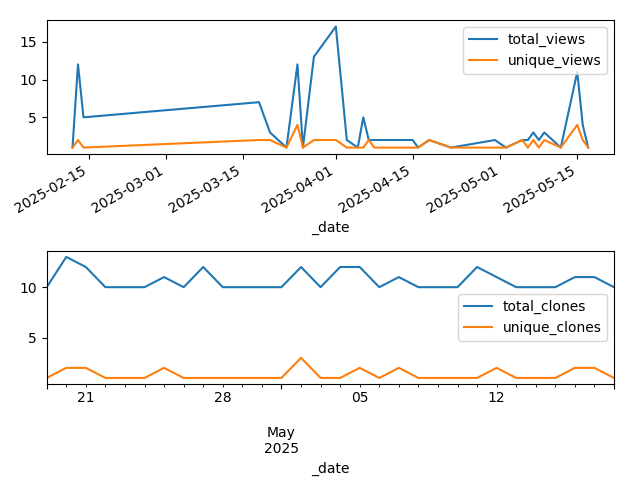 15
10
5
total_views
unique_views
2025-02-15
2025-03-01
2025-03-15
2025-04-01
2025-04-15
2025-05-01
2025-05-15
_date
10
5
total_clones
unique_clones
21
28
05
12
May
2025
_date